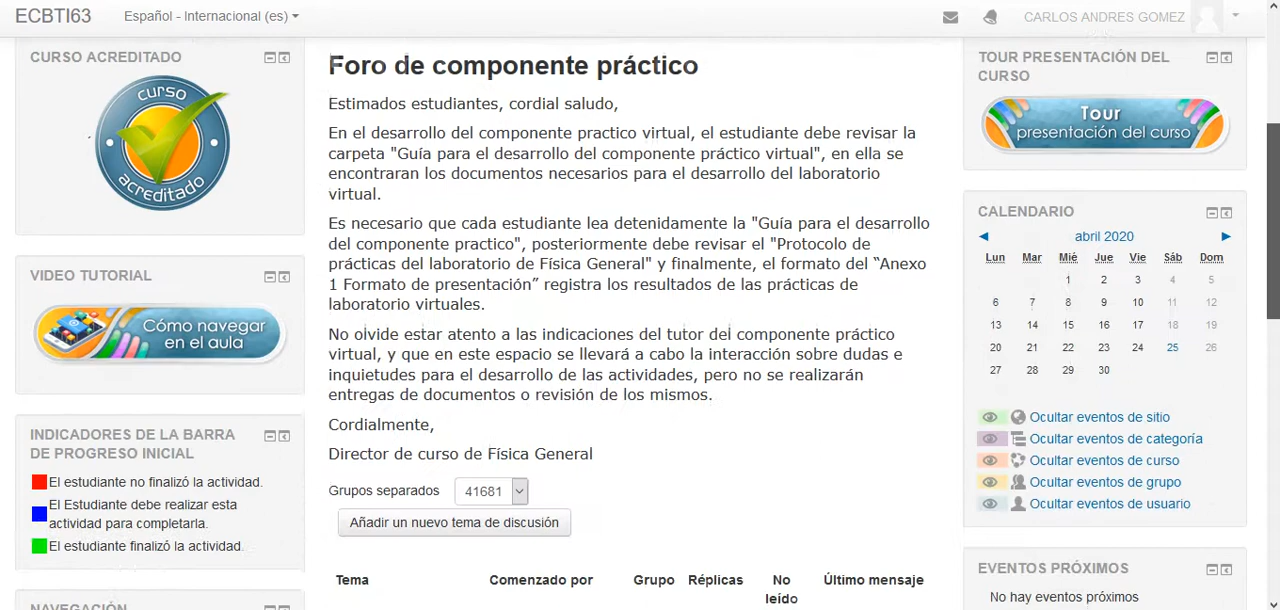 ECBTI63
Español - Internacional (es)
CARLOS ANDRES GOMEZ
CURSO ACREDITADO
curso
acreditado
VIDEO TUTORIAL
Cómo navegar
en el aula
INDICADORES DE LA BARRA
DE PROGRESO INICIAL
El estudiante no finalizó la actividad.
El Estudiante debe realizar esta
actividad para completarla.
El estudiante finalizó la actividad.
NAVEGACIÓN
Foro de componente práctico
Estimados estudiantes, cordial saludo,
En el desarrollo del componente practico virtual, el estudiante debe revisar la
carpeta "Guía para el desarrollo del componente práctico virtual", en ella se
encontraran los documentos necesarios para el desarrollo del laboratorio
virtual.
Es necesario que cada estudiante lea detenidamente la "Guía para el desarrollo
del componente practico", posteriormente debe revisar el "Protocolo de
prácticas del laboratorio de Física General" y finalmente, el formato del “Anexo
1 Formato de presentación” registra los resultados de las prácticas de
laboratorio virtuales.
No olvide estar atento a las indicaciones del tutor del componente práctico
virtual, y que en este espacio se llevará a cabo la interacción sobre dudas e
inquietudes para el desarrollo de las actividades, pero no se realizarán
entregas de documentos o revisión de los mismos.
Cordialmente,
Director de curso de Física General
Grupos separados 41681
Añadir un nuevo tema de discusión
Tema Comenzado por Grupo Réplicas No leído Último mensaje
TOUR PRESENTACIÓN DEL
CURSO
Tour
presentación del curso
CALENDARIO
◀ abril 2020 ▶
Lun Mar Mié Jue Vie Sáb Dom
1 2 3 4 5
6 7 8 9 10 11 12
13 14 15 16 17 18 19
20 21 22 23 24 25 26
27 28 29 30
Ocultar eventos de sitio
Ocultar eventos de categoría
Ocultar eventos de curso
Ocultar eventos de grupo
Ocultar eventos de usuario
EVENTOS PRÓXIMOS
No hay eventos próximos